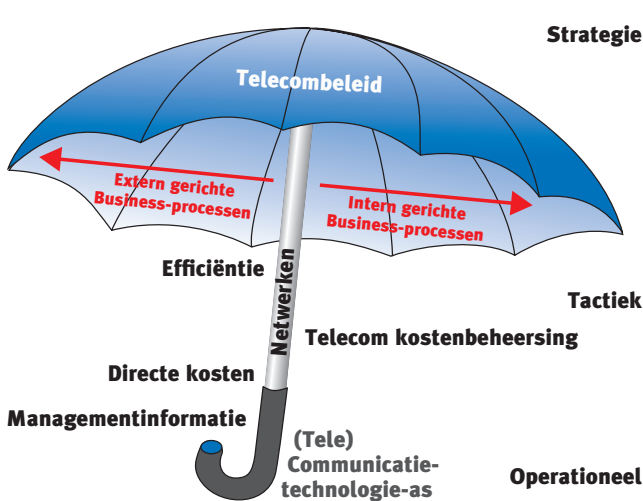 Strategie
Telecombeleid
Extern gerichte
Business-processen
Intern gerichte
Business-processen
Efficiëntie
Netwerken
Tactiek
Telecom kostenbeheersing
Directe kosten
Managementinformatie
(Tele)
Communicatie-
technologie-as
Operationeel